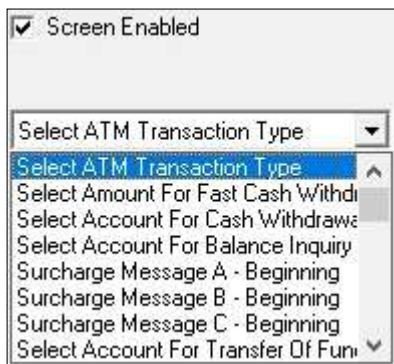 Screen Enabled
Select ATM Transaction Type
Select ATM Transaction Type
Select Amount For Fast Cash Withd
Select Account For Cash Withdrawa
Select Account For Balance Inquiry
Surcharge Message A - Beginning
Surcharge Message B - Beginning
Surcharge Message C - Beginning
Select Account For Transfer Of Fun